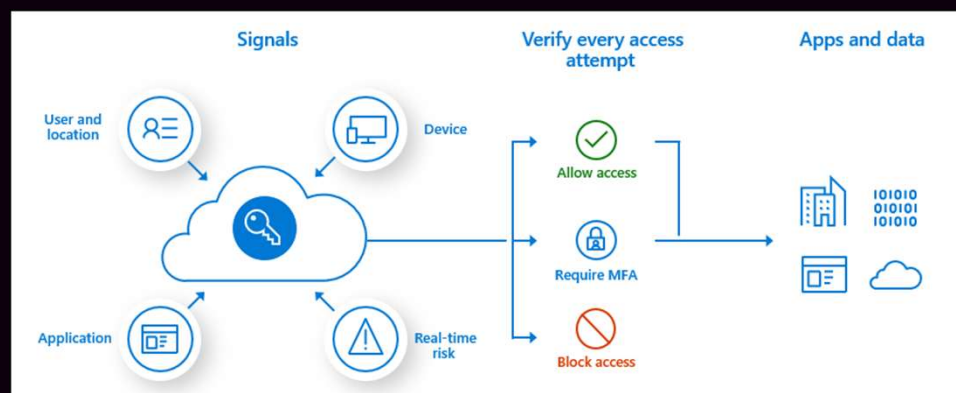 Signals
Verify every access
attempt
Apps and data
User and
location
Device
Allow access
101010
010101
101010
Require MFA
Application
Real-time
risk
Block access